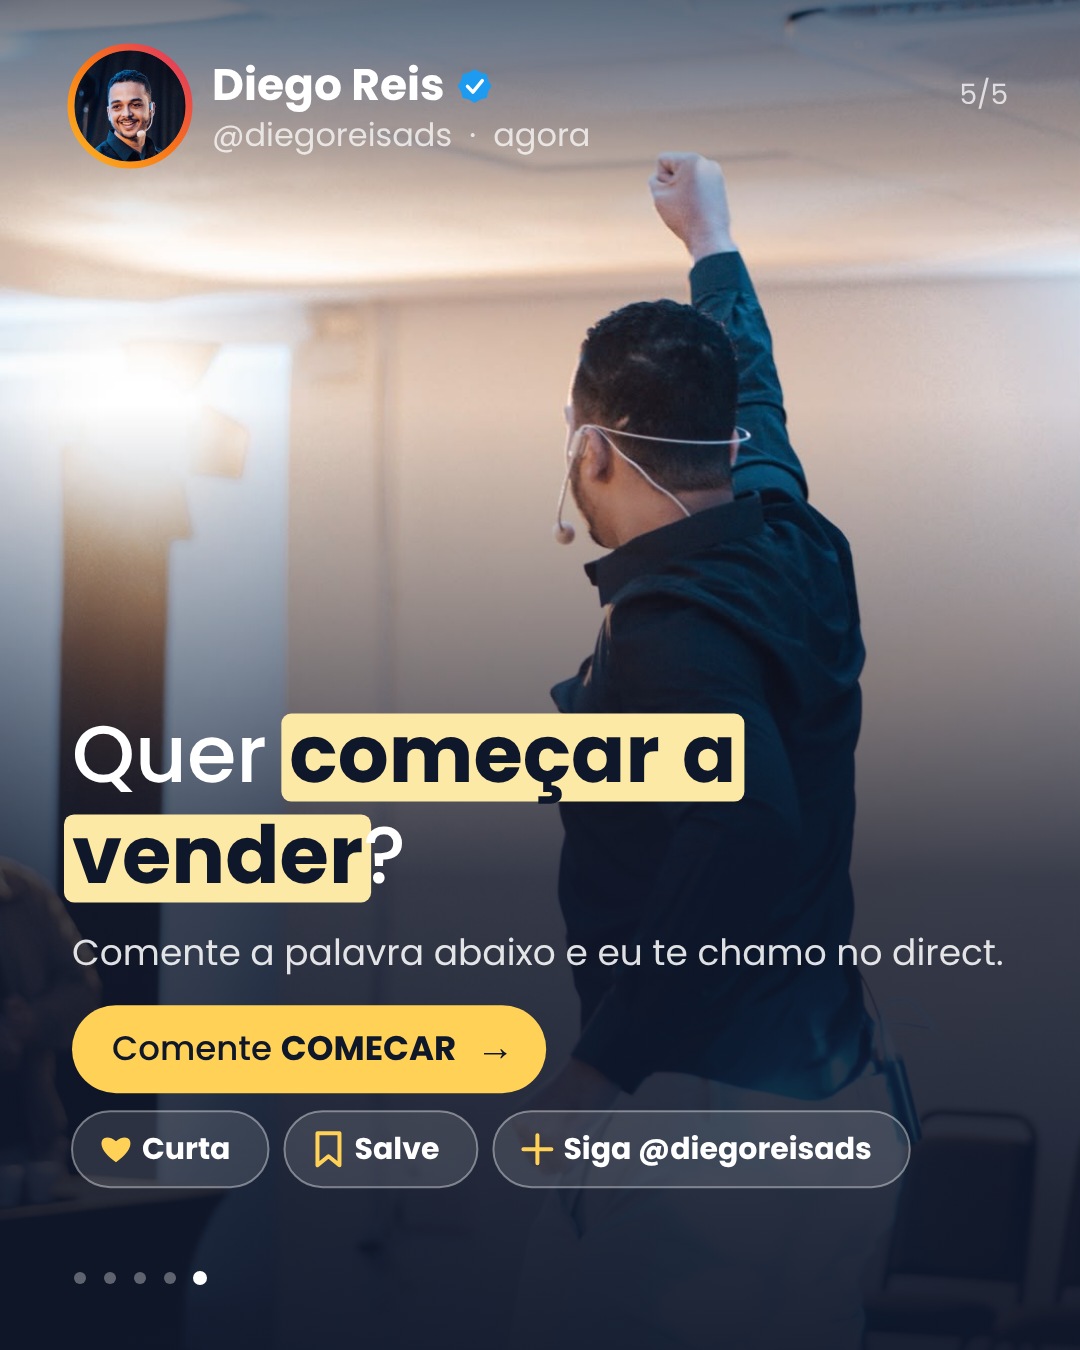 Diego Reis
@diegoreisads · agora
5/5
Quer começar a
vender?
Comente a palavra abaixo e eu te chamo no direct.
Comente COMECAR →
Curta
Salve
Siga @diegoreisads